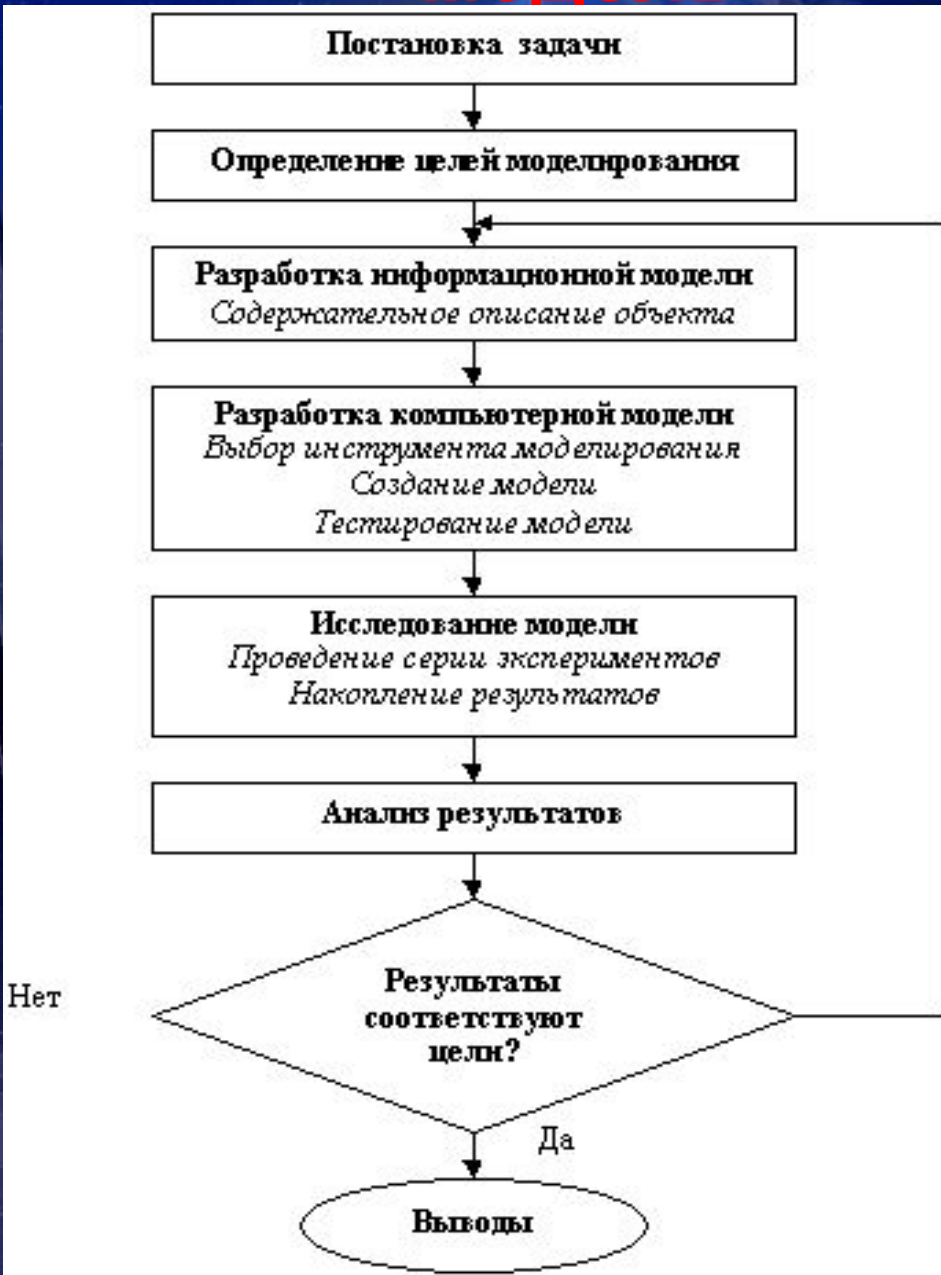 Постановка задачи
Определение целей моделирования
Разработка информационной модели
Содержательное описание объекта
Разработка компьютерной модели
Выбор инструмента моделирования
Создание модели
Тестирование модели
Исследование модели
Проведение серии экспериментов
Накопление результатов
Анализ результатов
Нет
Результаты
соответствуют
цели?
Да
Выводы